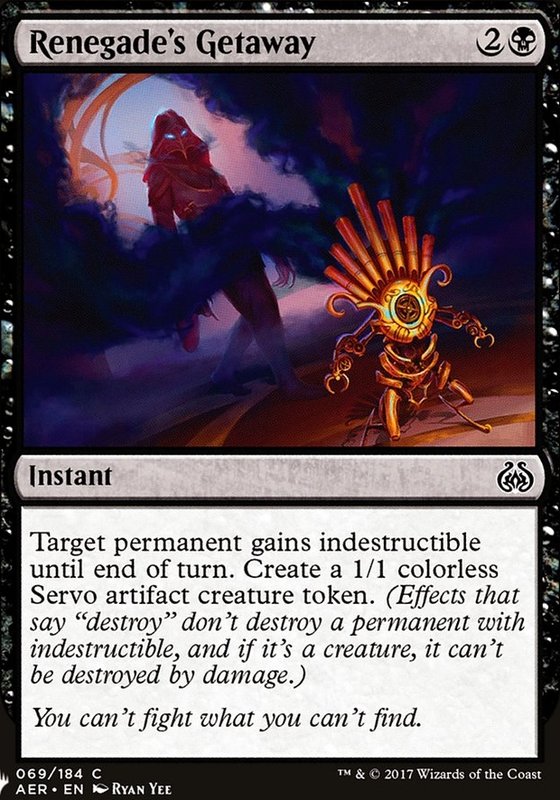 Renegade's Getaway 2
Instant
Target permanent gains indestructible
until end of turn. Create a 1/1 colorless
Servo artifact creature token. (Effects that
say “destroy” don't destroy a permanent with
indestructible, and if it's a creature, it can't
be destroyed by damage.)
You can't fight what you can't find.
069/184 C
™ & © 2017 Wizards of the Coast
AER • EN Ryan Yee